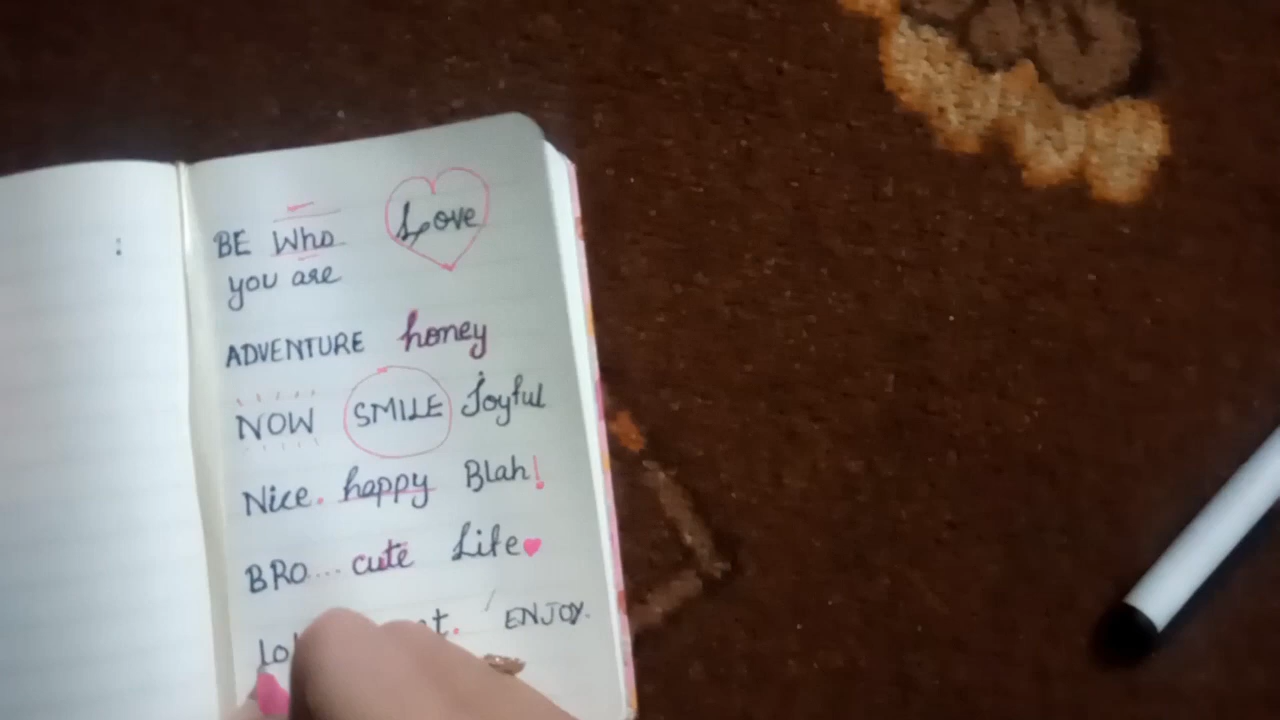 BE Who Love
you are
ADVENTURE honey
NOW SMILE Joyful
Nice. happy Blah!
BRO.... cute Life
ENJOY.